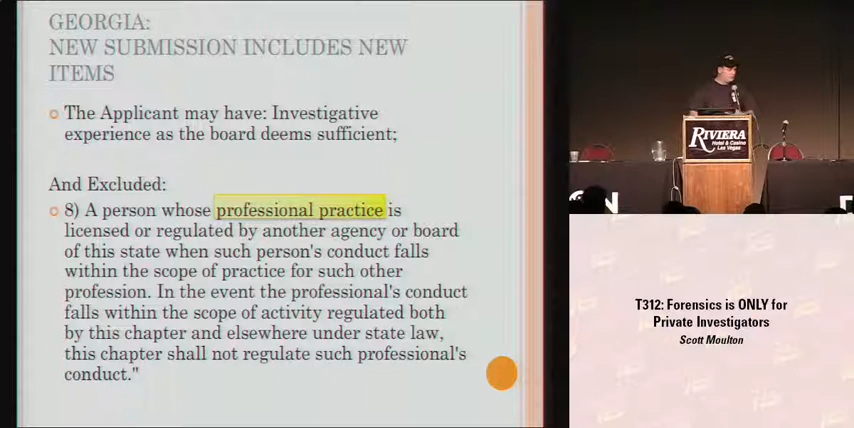 GEORGIA:
NEW SUBMISSION INCLUDES NEW
ITEMS
The Applicant may have: Investigative
experience as the board deems sufficient;
And Excluded:
8) A person whose professional practice is
licensed or regulated by another agency or board
of this state when such person's conduct falls
within the scope of practice for such other
profession. In the event the professional's conduct
falls within the scope of activity regulated both
by this chapter and elsewhere under state law,
this chapter shall not regulate such professional's
conduct."
RIVIERA
Hotel & Casino
Las Vegas
T312: Forensics is ONLY for
Private Investigators
Scott Moulton